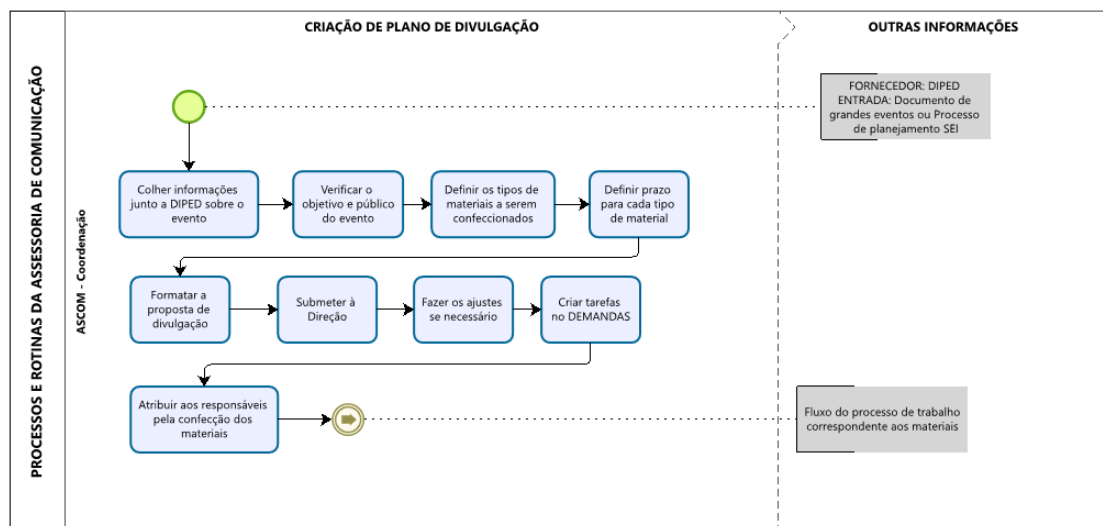 CRIAÇÃO DE PLANO DE DIVULGAÇÃO
OUTRAS INFORMAÇÕES
PROCESSOS E ROTINAS DA ASSESSORIA DE COMUNICAÇÃO
ASCOM - Coordenação
FORNECEDOR: DIPED
ENTRADA: Documento de
grandes eventos ou Processo
de planejamento SEI
Colher informações
junto a DIPED sobre o
evento
Verificar o
objetivo e público
do evento
Definir os tipos de
materiais a serem
confeccionados
Definir prazo
para cada tipo
de material
Formatar a
proposta de
divulgação
Submeter à
Direção
Fazer os ajustes
se necessário
Criar tarefas
no DEMANDAS
Atribuir aos responsáveis
pela confecção dos
materiais
Fluxo do processo de trabalho
correspondente aos materiais